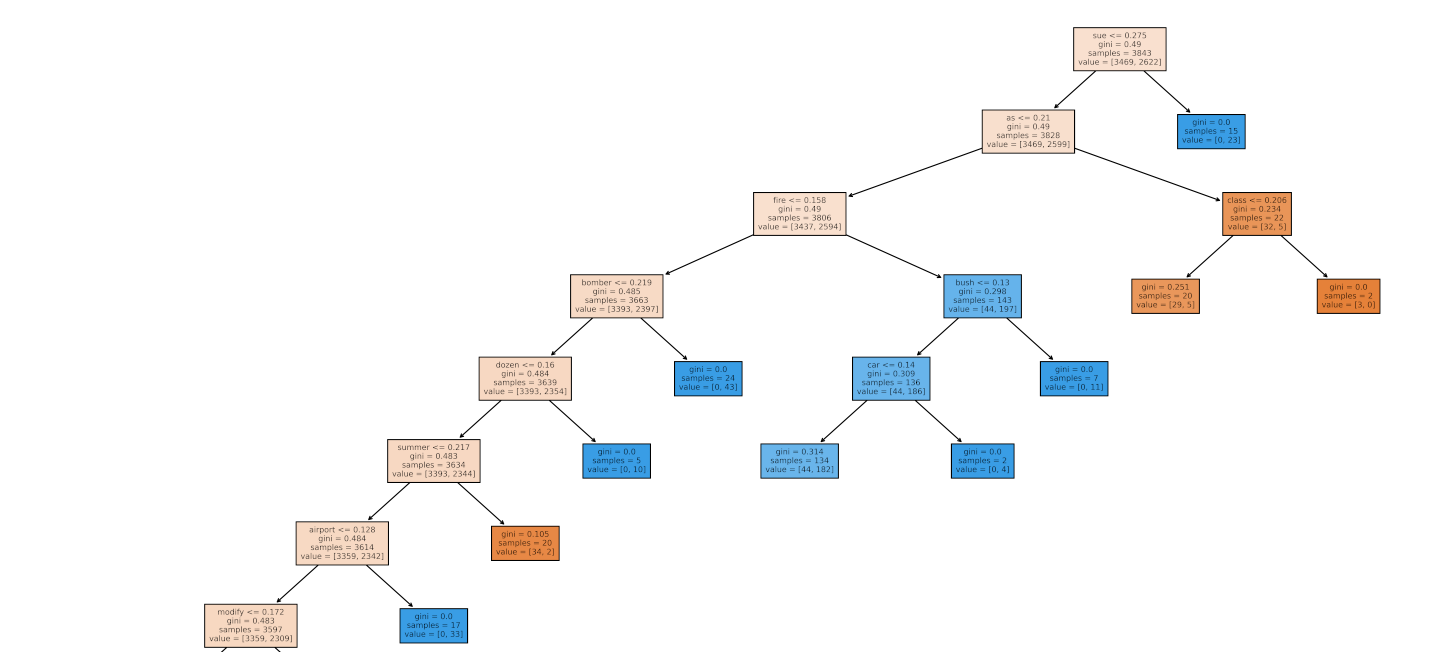 sue <= 0.275
gini = 0.49
samples = 3843
value = [3469, 2622]
as <= 0.21
gini = 0.49
samples = 3828
value = [3469, 2599]
gini = 0.0
samples = 15
value = [0, 23]
fire <= 0.158
gini = 0.49
samples = 3806
value = [3437, 2594]
class <= 0.206
gini = 0.234
samples = 22
value = [32, 5]
bomber <= 0.219
gini = 0.485
samples = 3663
value = [3393, 2397]
bush <= 0.13
gini = 0.298
samples = 143
value = [44, 197]
gini = 0.251
samples = 20
value = [29, 5]
gini = 0.0
samples = 2
value = [3, 0]
dozen <= 0.16
gini = 0.484
samples = 3639
value = [3393, 2354]
gini = 0.0
samples = 24
value = [0, 43]
car <= 0.14
gini = 0.309
samples = 136
value = [44, 186]
gini = 0.0
samples = 7
value = [0, 11]
summer <= 0.217
gini = 0.483
samples = 3634
value = [3393, 2344]
gini = 0.0
samples = 5
value = [0, 10]
gini = 0.314
samples = 134
value = [44, 182]
gini = 0.0
samples = 2
value = [0, 4]
airport <= 0.128
gini = 0.484
samples = 3614
value = [3359, 2342]
gini = 0.105
samples = 20
value = [34, 2]
modify <= 0.172
gini = 0.483
samples = 3597
value = [3359, 2309]
gini = 0.0
samples = 17
value = [0, 33]